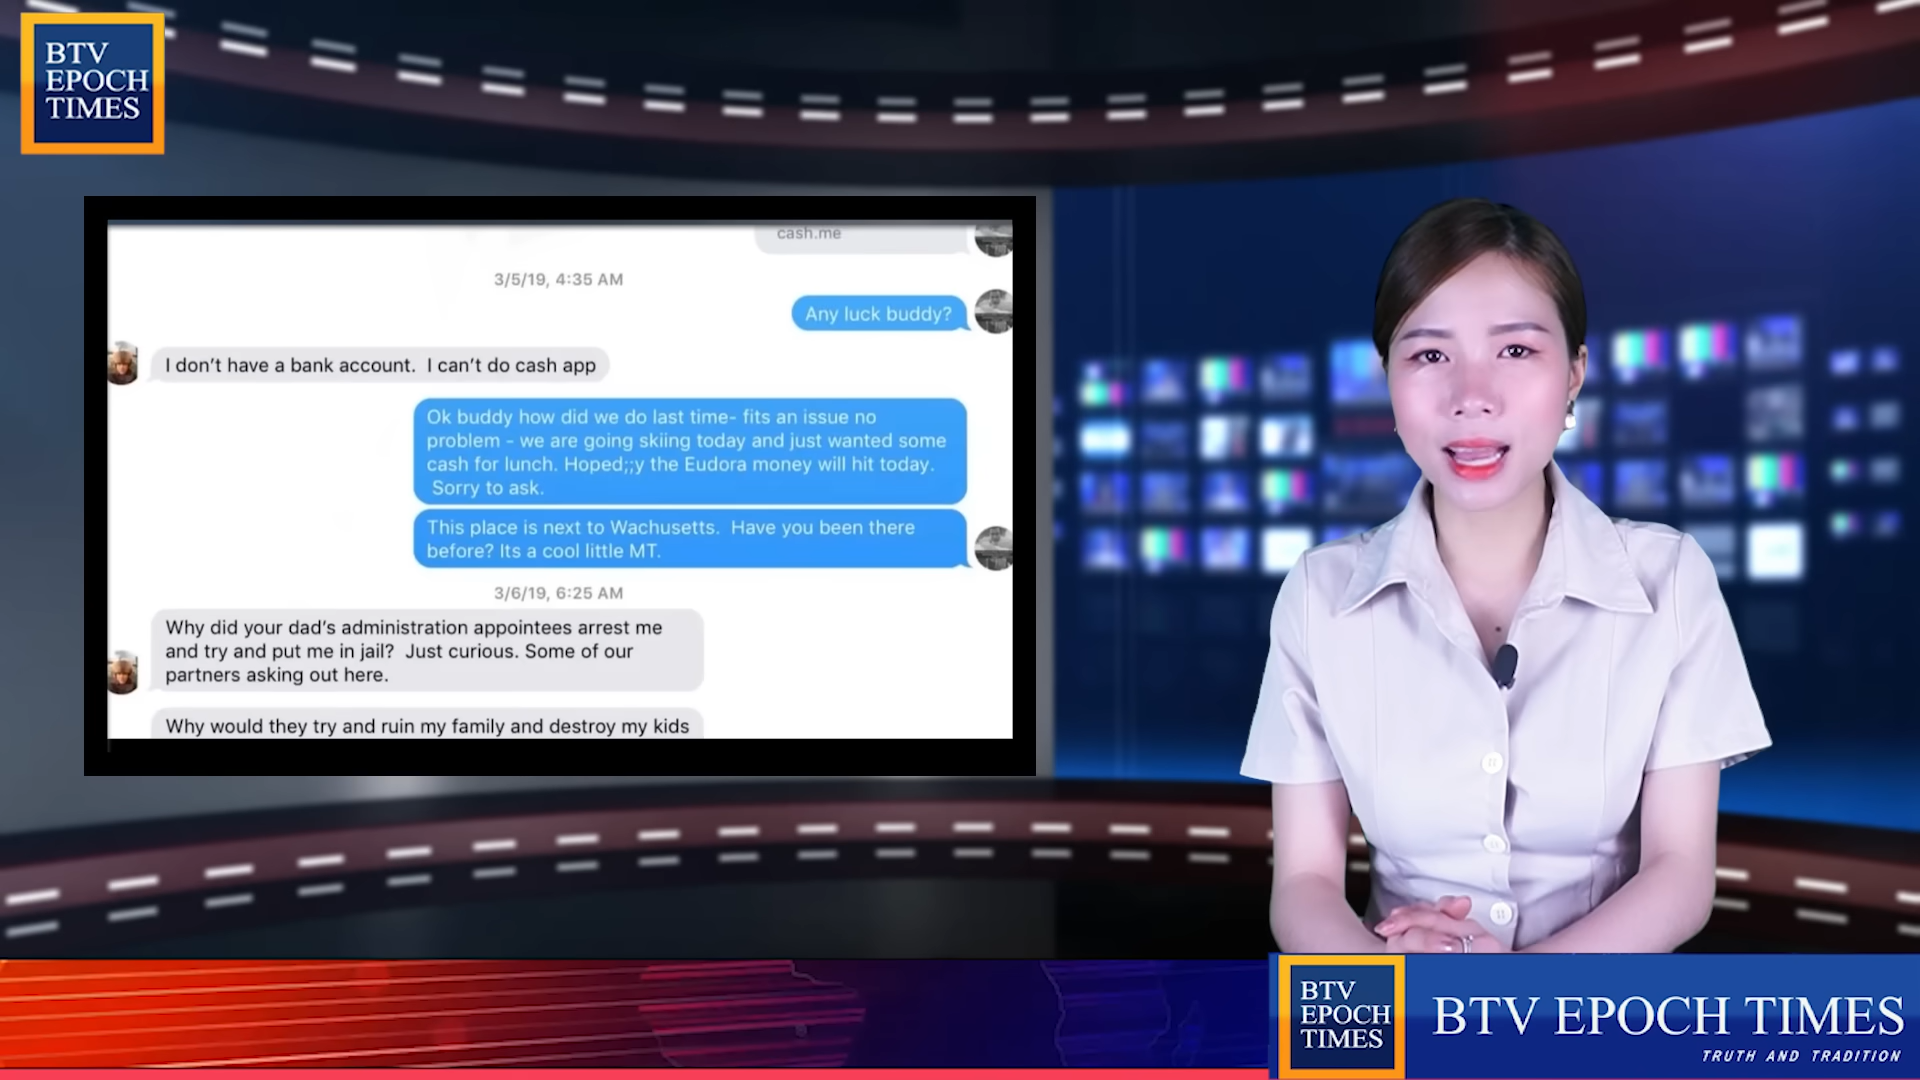 BTV
EPOCH
TIMES
cash.me
3/5/19, 4:35 AM
Any luck buddy?
I don't have a bank account.  I can't do cash app
Ok buddy how did we do last time- fits an issue no
problem - we are going skiing today and just wanted some
cash for lunch. Hoped;;y the Eudora money will hit today.
Sorry to ask.
This place is next to Wachusetts.  Have you been there
before? Its a cool little MT.
3/6/19, 6:25 AM
Why did your dad's administration appointees arrest me
and try and put me in jail?  Just curious. Some of our
partners asking out here.
Why would they try and ruin my family and destroy my kids
BTV
EPOCH
TIMES
BTV EPOCH TIMES
TRUTH AND TRADITION